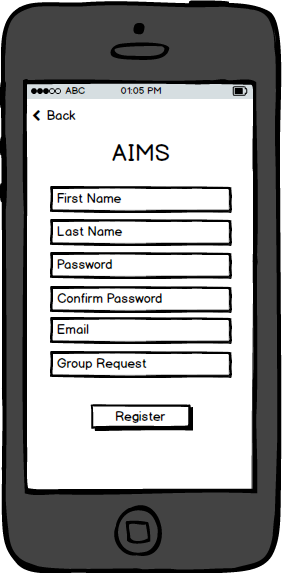 ABC 01:05 PM
Back
AIMS
First Name
Last Name
Password
Confirm Password
Email
Group Request
Register